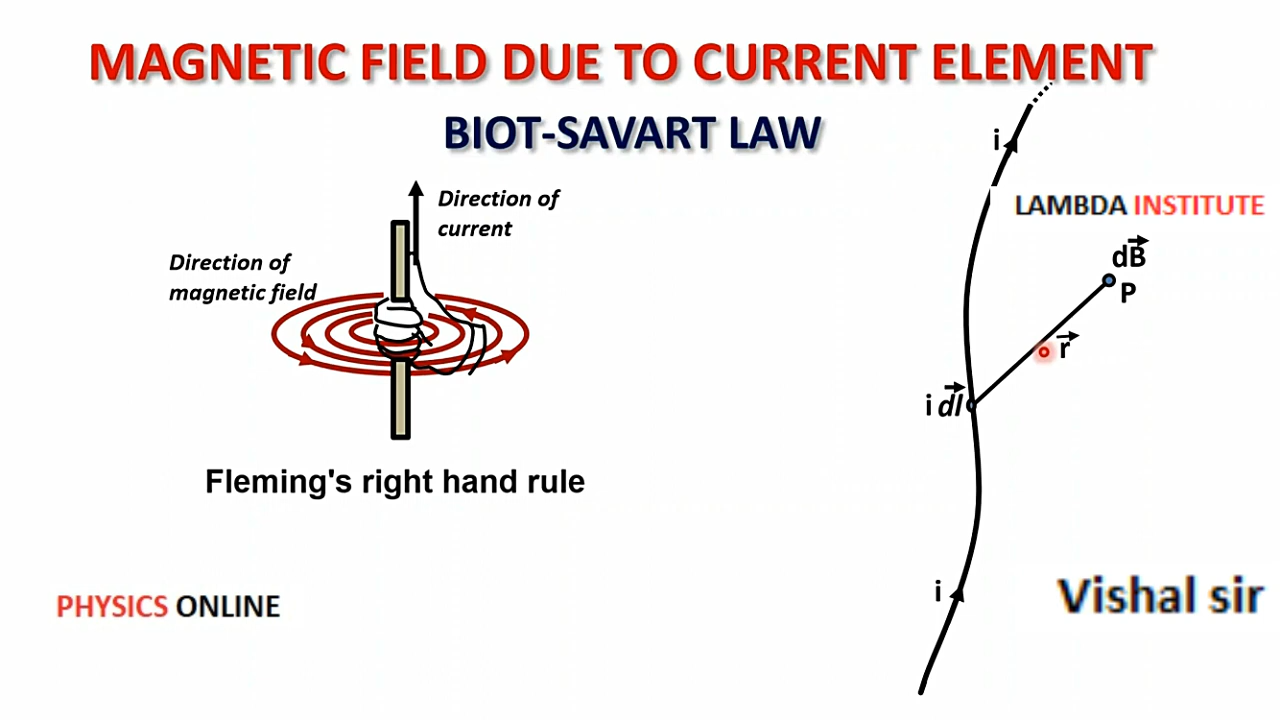 MAGNETIC FIELD DUE TO CURRENT ELEMENT
BIOT-SAVART LAW
Direction of
current
Direction of
magnetic field
Fleming's right hand rule
PHYSICS ONLINE
i
LAMBDA INSTITUTE
dB⃗
P
r⃗
i dl⃗
i
Vishal sir